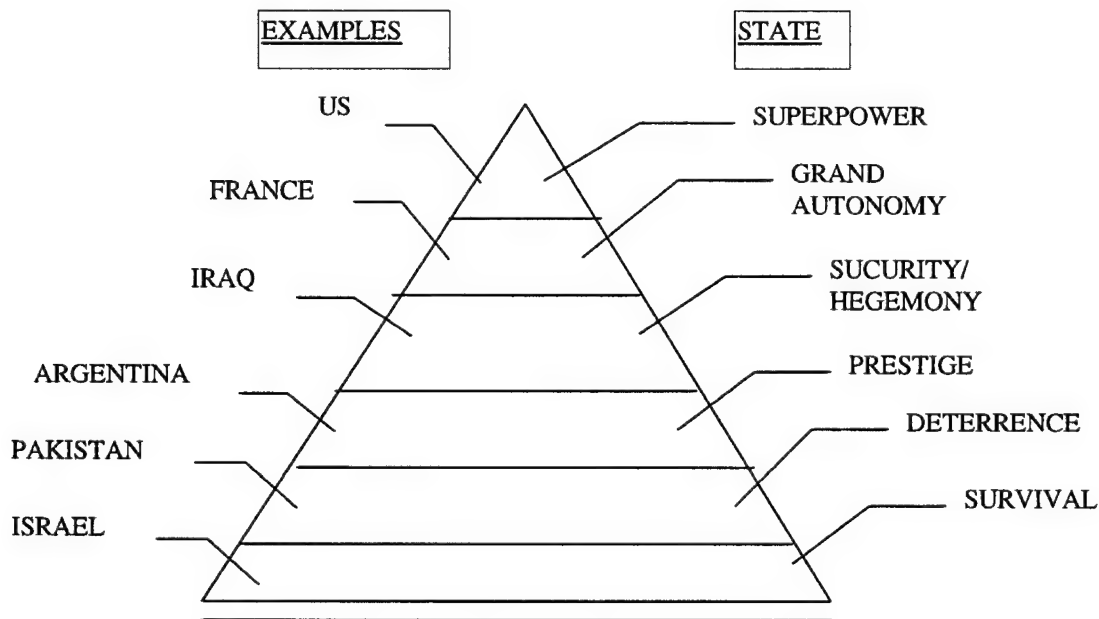 EXAMPLES
STATE
US
SUPERPOWER
FRANCE
GRAND
AUTONOMY
IRAQ
SUCURITY/
HEGEMONY
ARGENTINA
PRESTIGE
PAKISTAN
DETERRENCE
ISRAEL
SURVIVAL